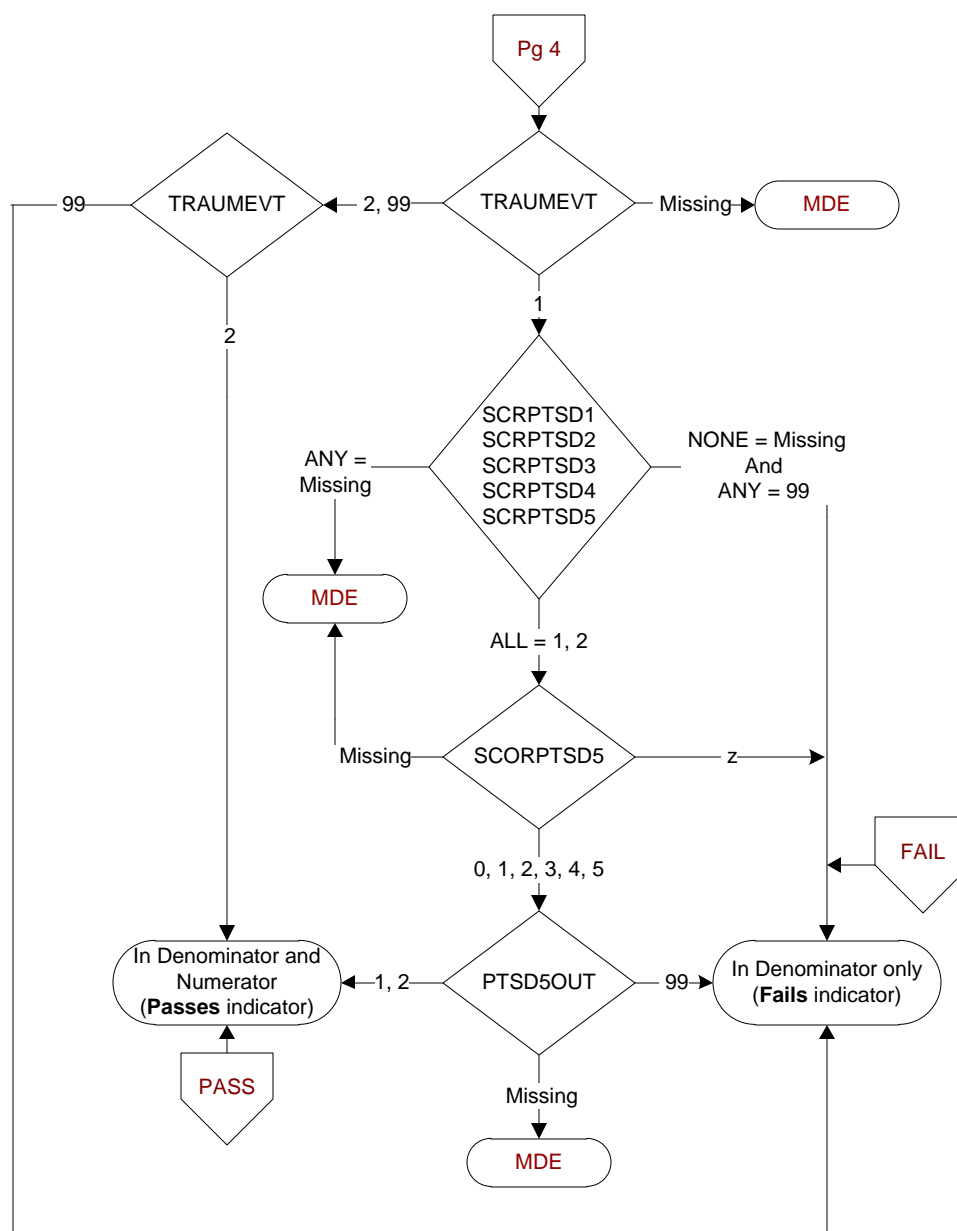 Pg 4
99
TRAUMEVT
2, 99
TRAUMEVT
Missing
MDE
1
2
SCRPTSD1
SCRPTSD2
SCRPTSD3
SCRPTSD4
SCRPTSD5
ANY =
Missing
NONE = Missing
And
ANY = 99
MDE
ALL = 1, 2
Missing
SCORPTSD5
z
0, 1, 2, 3, 4, 5
FAIL
In Denominator and
Numerator
(Passes indicator)
1, 2
PTSD5OUT
99
In Denominator only
(Fails indicator)
PASS
Missing
MDE